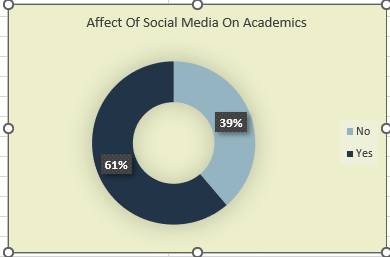 Affect Of Social Media On Academics
39%
No
61%
Yes